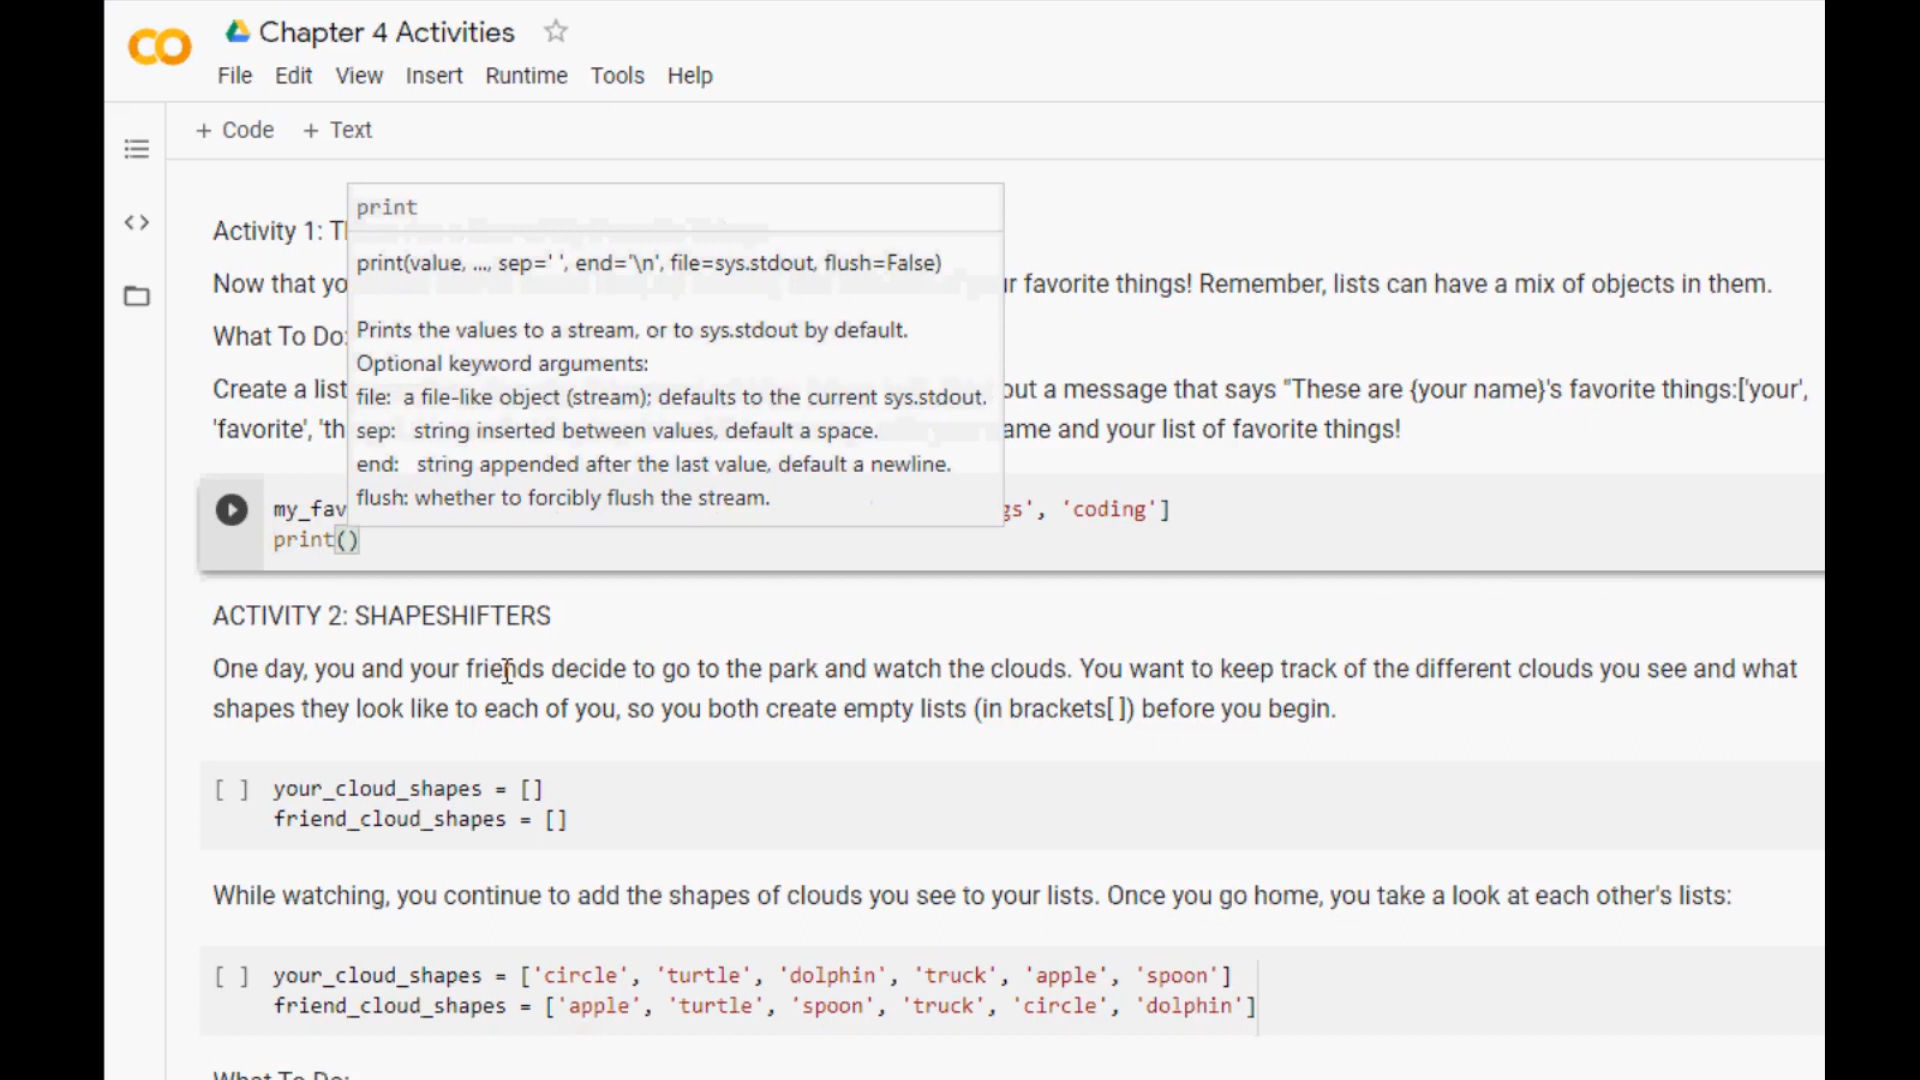 CO
Chapter 4 Activities
File Edit View Insert Runtime Tools Help
+ Code + Text
print
print(value, ..., sep=' ', end='\n', file=sys.stdout, flush=False)
Prints the values to a stream, or to sys.stdout by default.
Optional keyword arguments:
file: a file-like object (stream); defaults to the current sys.stdout.
sep: string inserted between values, default a space.
end: string appended after the last value, default a newline.
flush: whether to forcibly flush the stream.
Activity 1:
Now that favorite things! Remember, lists can have a mix of objects in them.
What To Do:
Create a list out a message that says "These are {your name}'s favorite things:['your',
'favorite', and your list of favorite things!
my_fav 'coding']
print()
ACTIVITY 2: SHAPESHIFTERS
One day, you and your friends decide to go to the park and watch the clouds. You want to keep track of the different clouds you see and what
shapes they look like to each of you, so you both create empty lists (in brackets[]) before you begin.
[ ] your_cloud_shapes = []
friend_cloud_shapes = []
While watching, you continue to add the shapes of clouds you see to your lists. Once you go home, you take a look at each other's lists:
[ ] your_cloud_shapes = ['circle', 'turtle', 'dolphin', 'truck', 'apple', 'spoon']
friend_cloud_shapes = ['apple', 'turtle', 'spoon', 'truck', 'circle', 'dolphin']
What To Do: